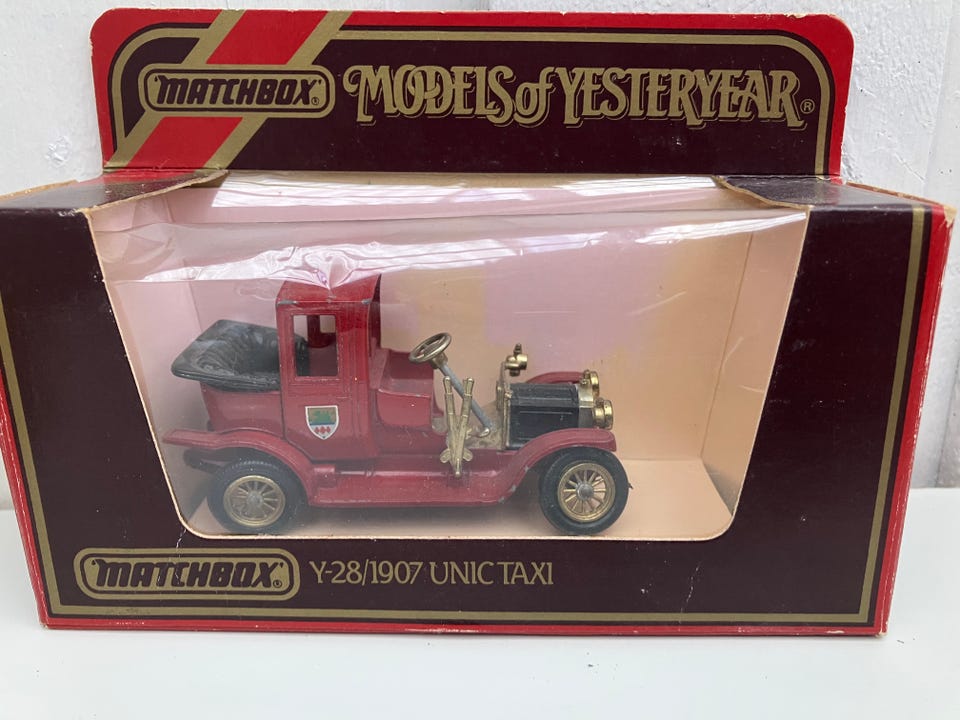 MATCHBOX®
MODELS of YESTERYEAR®
MATCHBOX® Y-28/1907 UNIC TAXI